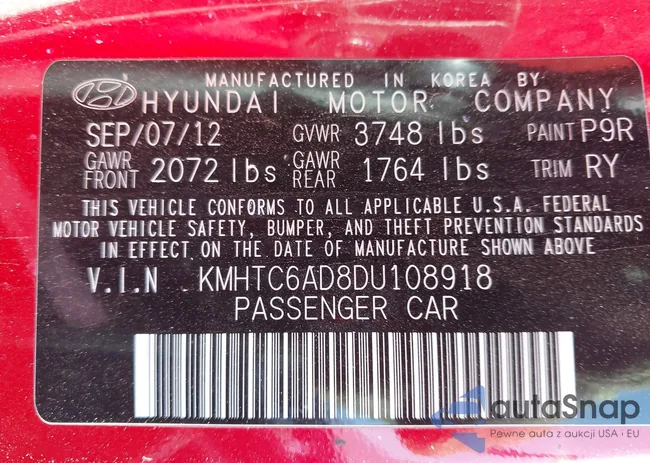 MANUFACTURED IN KOREA BY
HYUNDAI MOTOR COMPANY
SEP/07/12 GVWR 3748 lbs PAINT P9R
GAWR FRONT 2072 lbs GAWR REAR 1764 lbs TRIM RY
THIS VEHICLE CONFORMS TO ALL APPLICABLE U.S.A. FEDERAL
MOTOR VEHICLE SAFETY, BUMPER, AND THEFT PREVENTION STANDARDS
IN EFFECT ON THE DATE OF MANUFACTURE SHOWN ABOVE
V.I.N KMHTC6AD8DU108918
PASSENGER CAR
autaSnap
Pewne auta z aukcji USA i EU